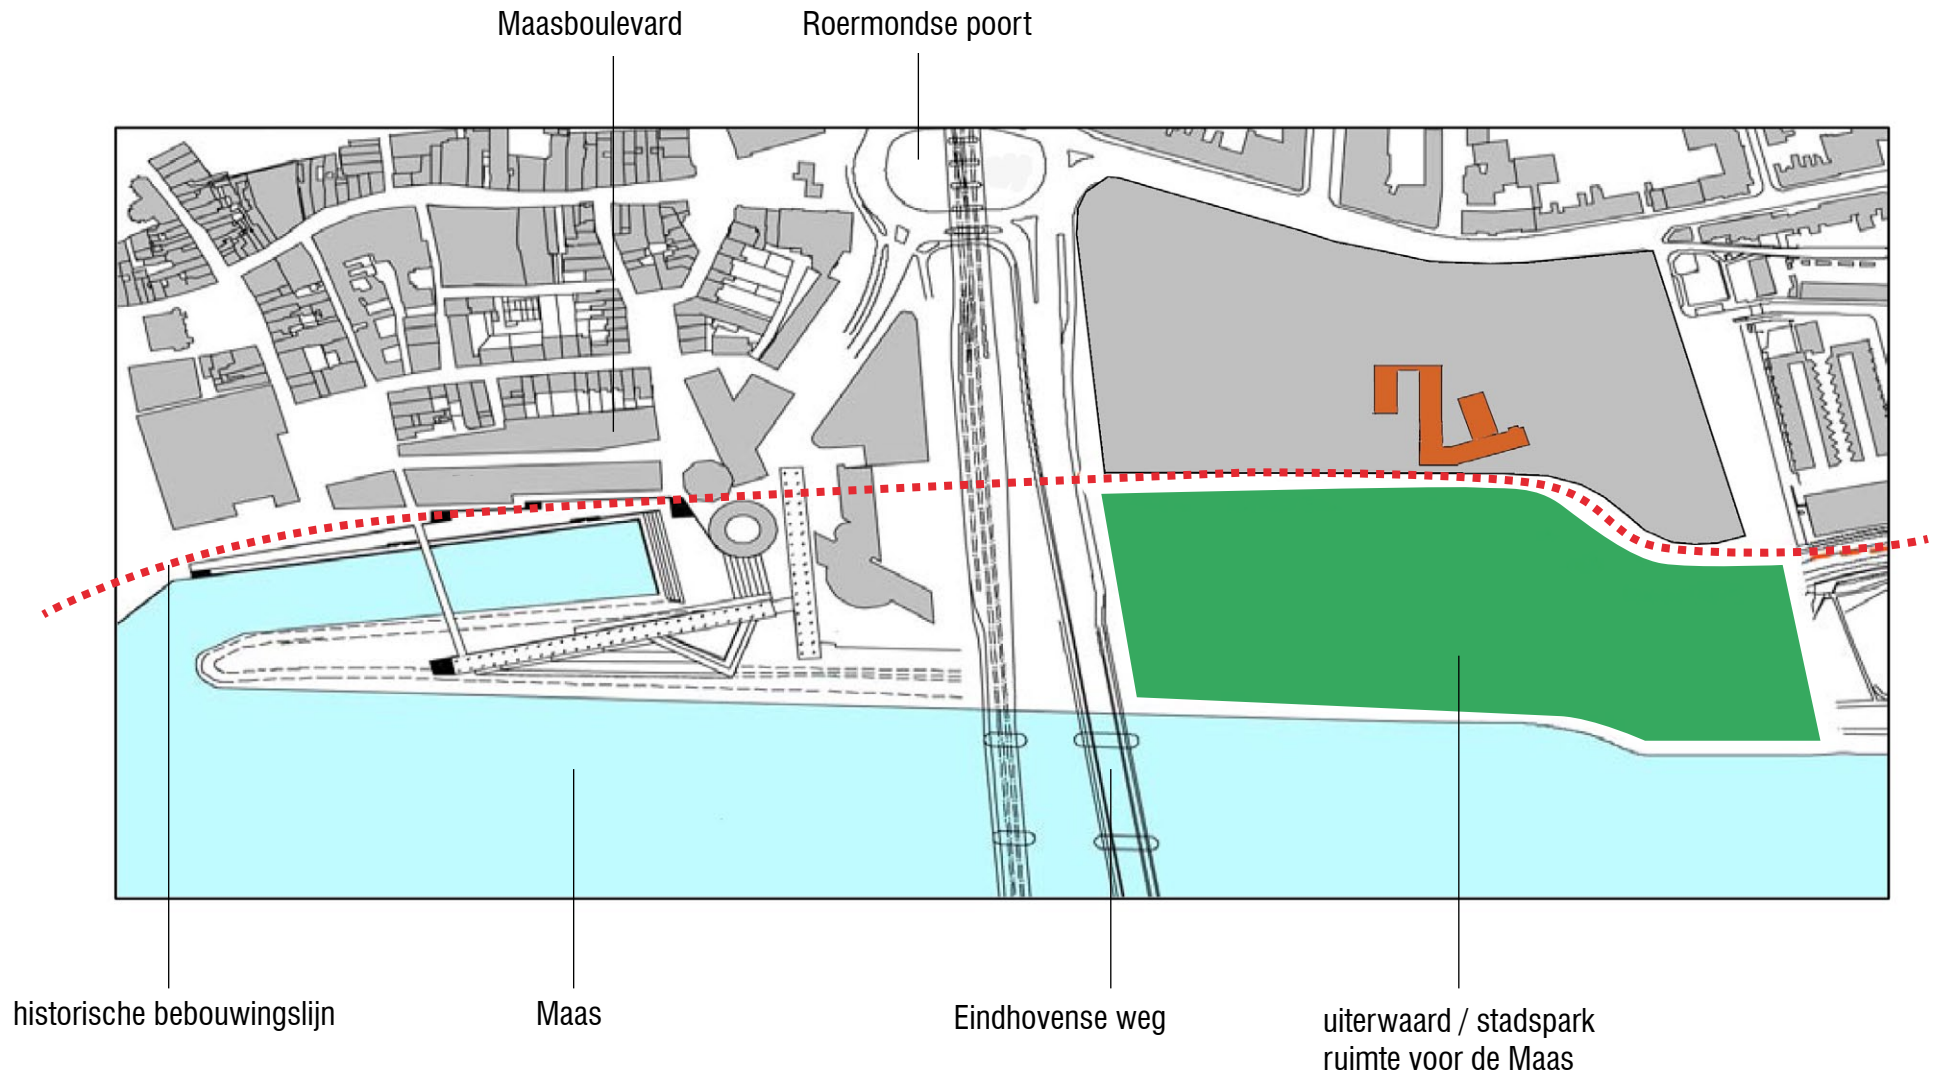 Maasboulevard
Roermondse poort
historische bebouwingslijn
Maas
Eindhovense weg
uiterwaard / stadspark
ruimte voor de Maas